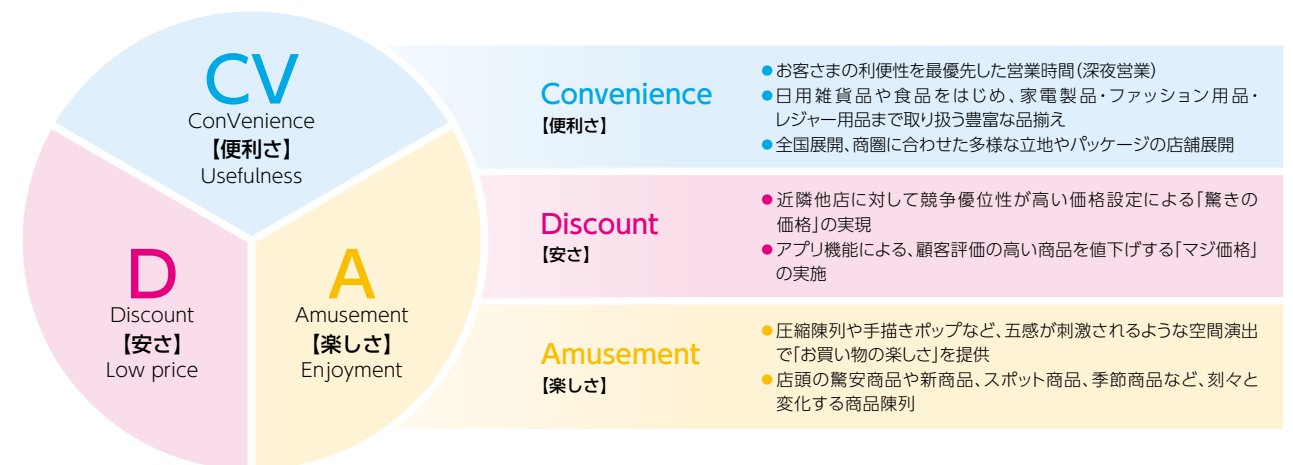 CV
ConVenience
【便利さ】
Usefulness
D
Discount
【安さ】
Low price
A
Amusement
【楽しさ】
Enjoyment
Convenience
【便利さ】
●お客さまの利便性を最優先した営業時間(深夜営業)
●日用雑貨品や食品をはじめ、家電製品・ファッション用品・
レジャー用品まで取り扱う豊富な品揃え
●全国展開、商圏に合わせた多様な立地やパッケージの店舗展開
Discount
【安さ】
●近隣他店に対して競争優位性が高い価格設定による「驚きの
価格」の実現
●アプリ機能による、顧客評価の高い商品を値下げする「マジ価格」
の実施
Amusement
【楽しさ】
●圧縮陳列や手描きポップなど、五感が刺激されるような空間演出
で「お買い物の楽しさ」を提供
●店頭の驚安商品や新商品、スポット商品、季節商品など、刻々と
変化する商品陳列